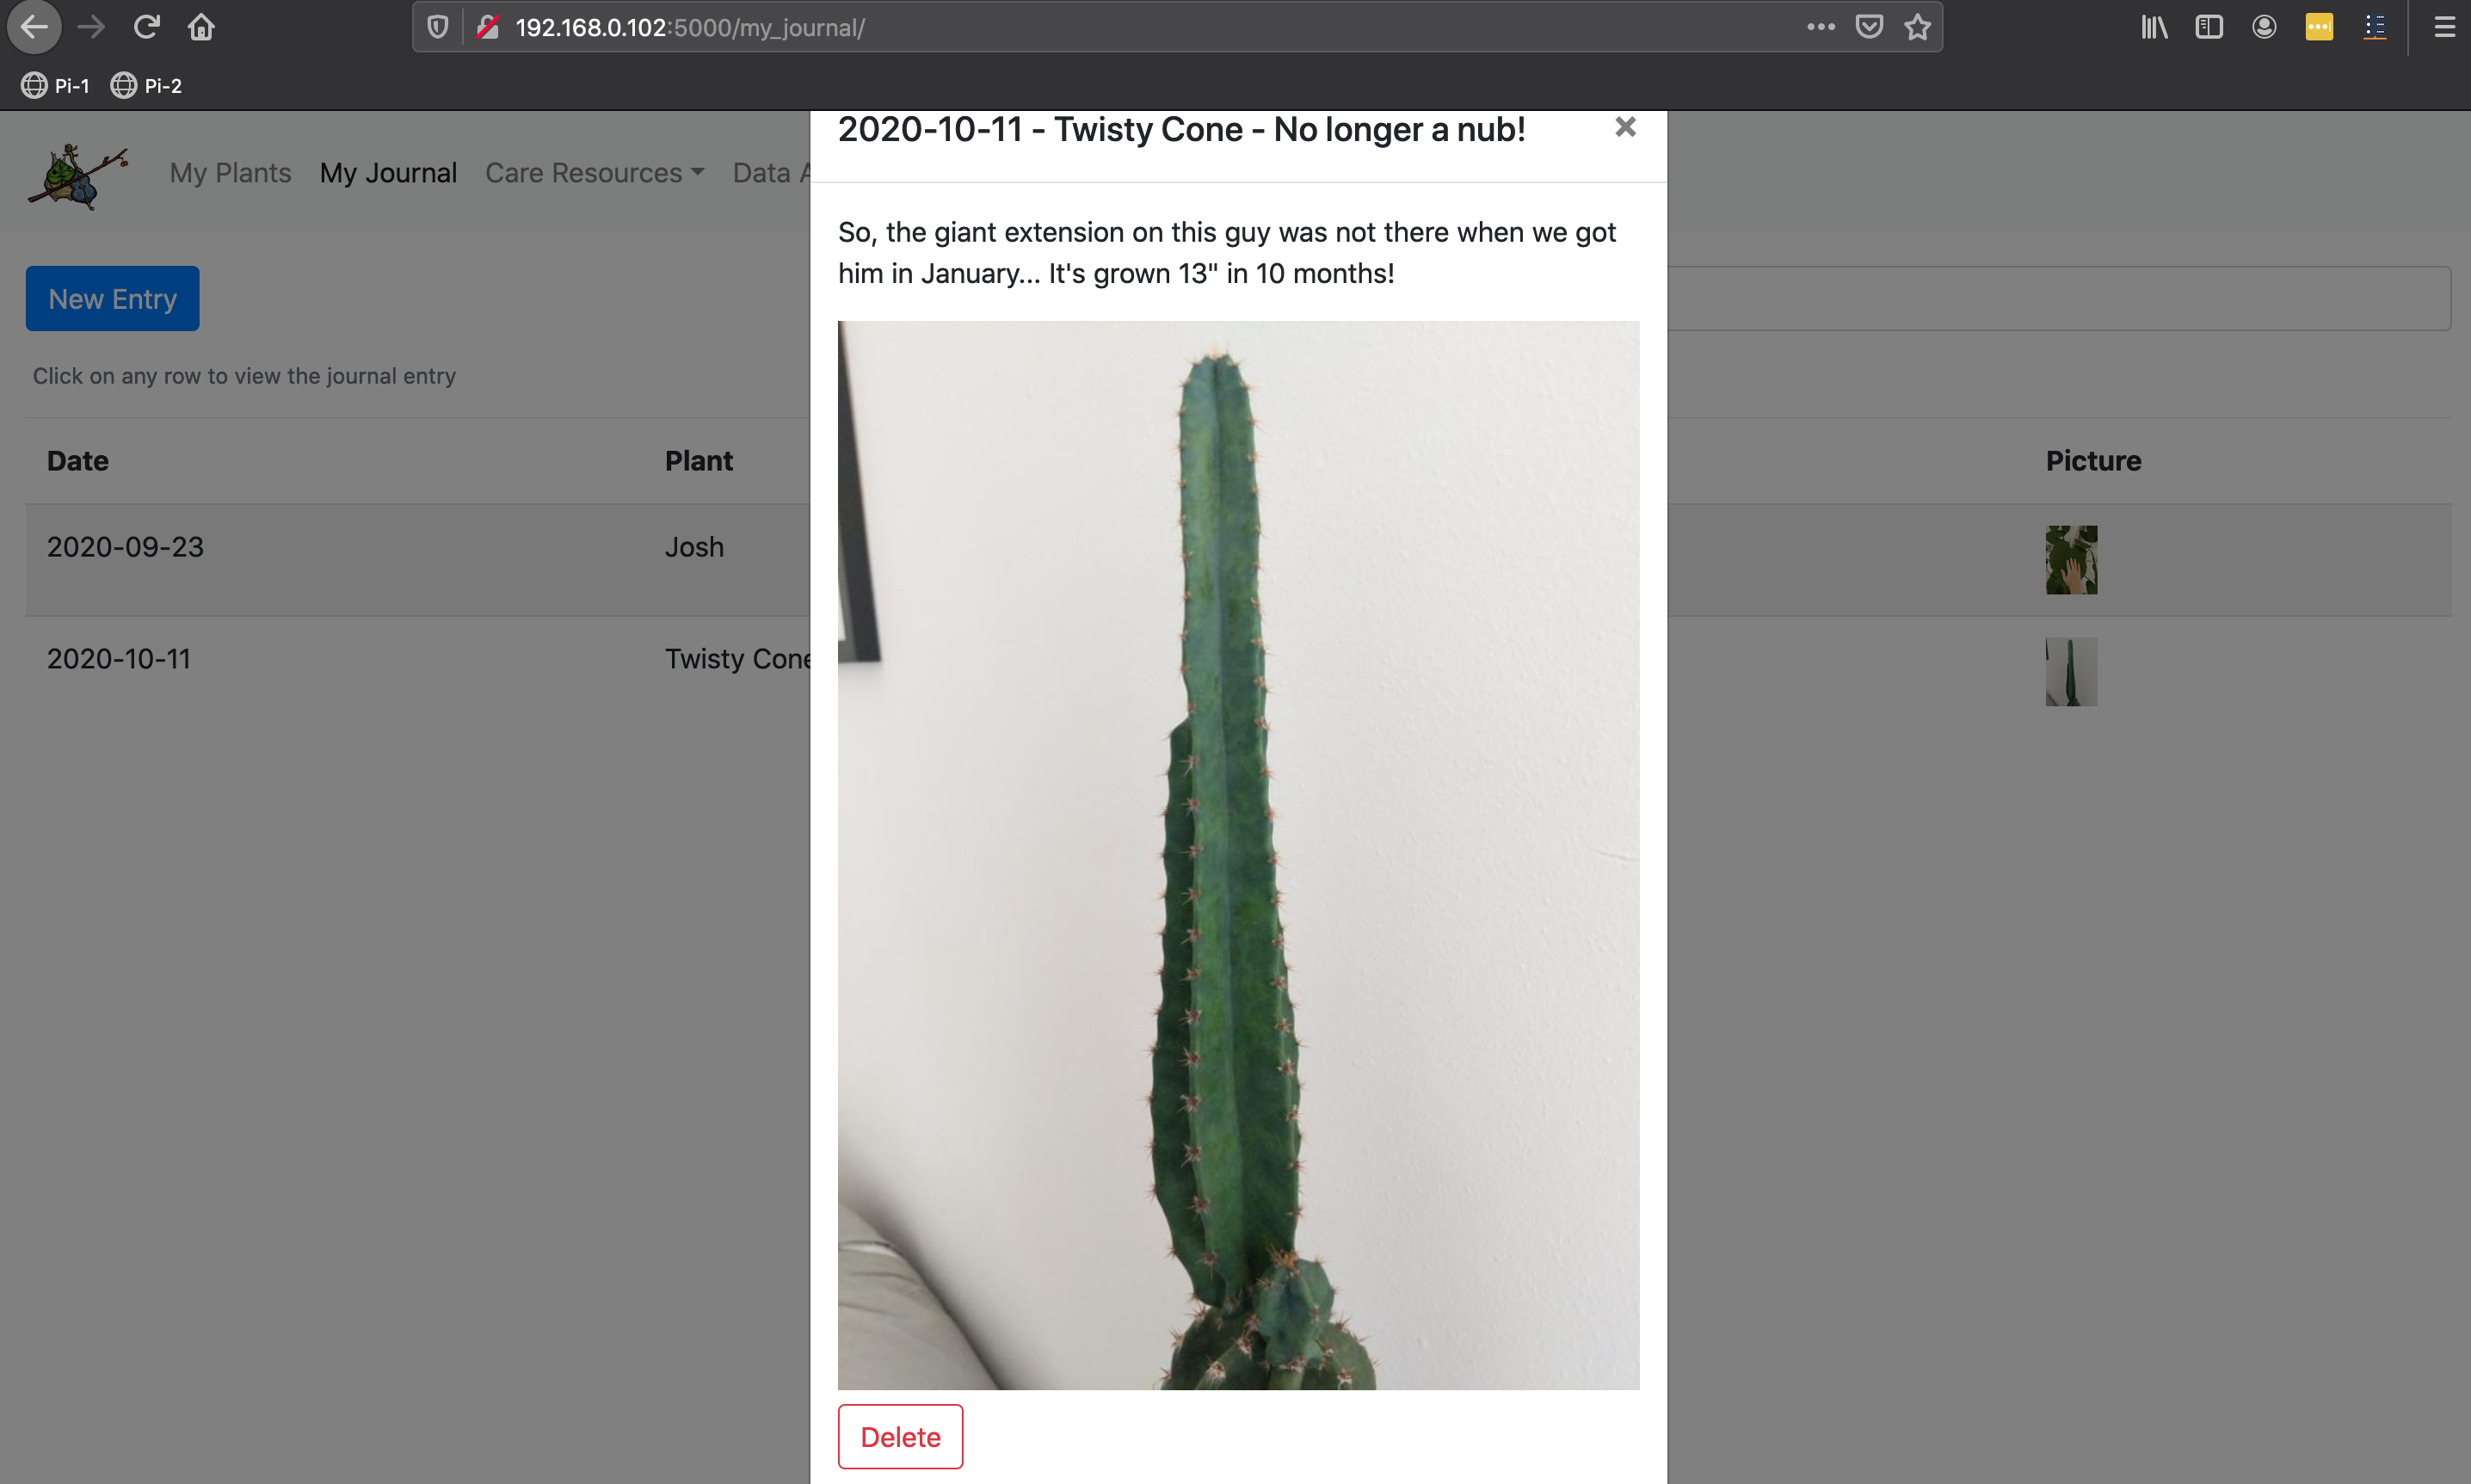 192.168.0.102:5000/my_journal/
Pi-1 Pi-2
My Plants My Journal Care Resources Data A
2020-10-11 - Twisty Cone - No longer a nub!
So, the giant extension on this guy was not there when we got
him in January... It's grown 13" in 10 months!
New Entry
Click on any row to view the journal entry
Date Plant Picture
2020-09-23 Josh
2020-10-11 Twisty Cone
Delete